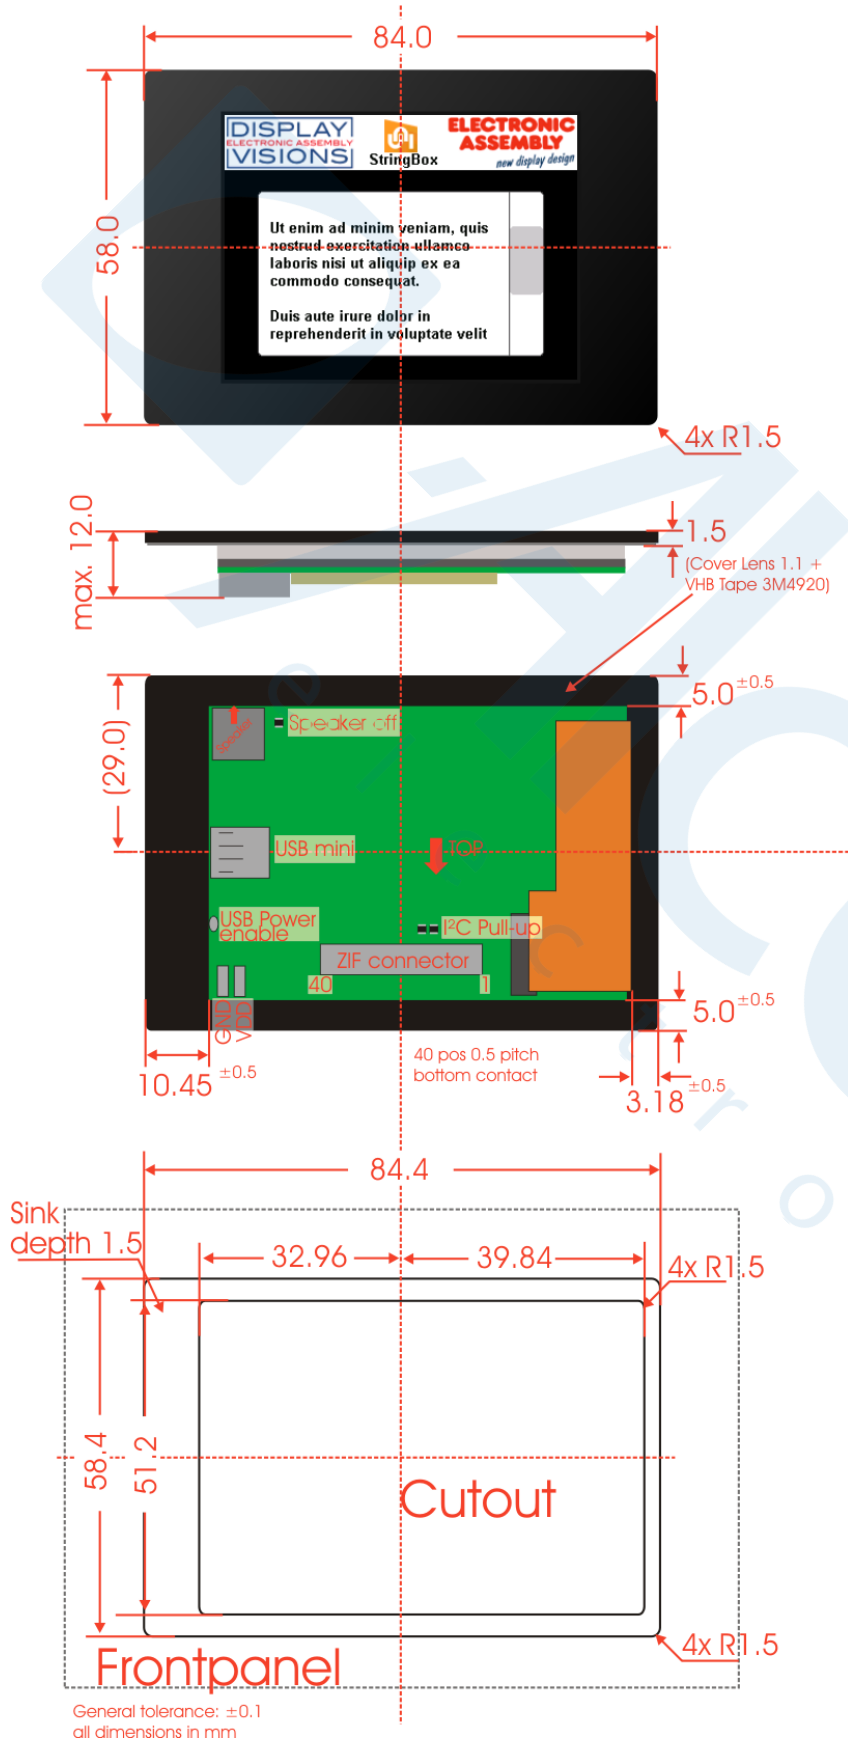 84.0
58.0
DISPLAY
ELECTRONIC ASSEMBLY
VISIONS
StringBox
ELECTRONIC
ASSEMBLY
new display design
Ut enim ad minim veniam, quis
nostrud exercitation ullamco
laboris nisi ut aliquip ex ea
commodo consequat.
Duis aute irure dolor in
reprehenderit in voluptate velit
4x R1.5
max. 12.0
1.5
(Cover Lens 1.1 +
VHB Tape 3M4920)
5.0 ±0.5
(29.0)
Speaker
Speaker off
USB mini
TOP
USB Power
enable
I²C Pull-up
ZIF connector
40
1
GND
VDD
5.0 ±0.5
10.45 ±0.5
40 pos 0.5 pitch
bottom contact
3.18 ±0.5
84.4
Sink
depth 1.5
32.96
39.84
4x R1.5
58.4
51.2
Cutout
4x R1.5
Frontpanel
General tolerance: ±0.1
all dimensions in mm